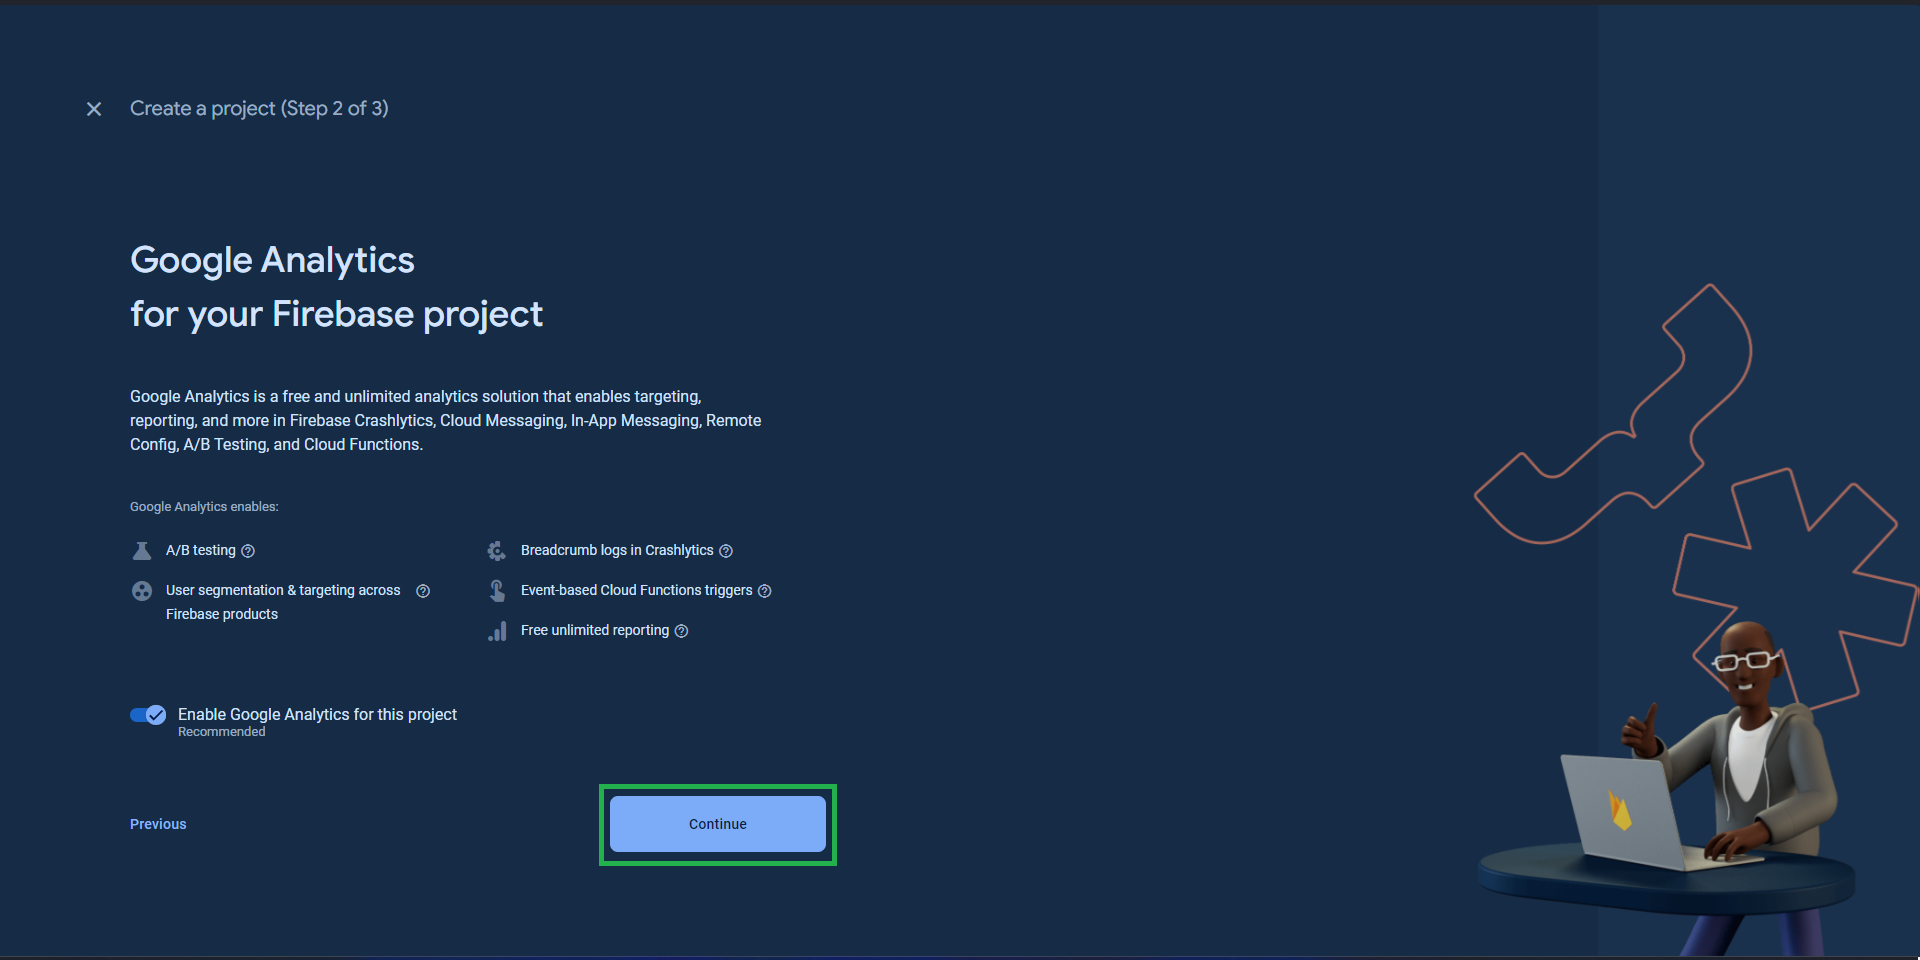 Create a project (Step 2 of 3)
Google Analytics
for your Firebase project
Google Analytics is a free and unlimited analytics solution that enables targeting,
reporting, and more in Firebase Crashlytics, Cloud Messaging, In-App Messaging, Remote
Config, A/B Testing, and Cloud Functions.
Google Analytics enables:
A/B testing
User segmentation & targeting across
Firebase products
Breadcrumb logs in Crashlytics
Event-based Cloud Functions triggers
Free unlimited reporting
Enable Google Analytics for this project
Recommended
Previous
Continue